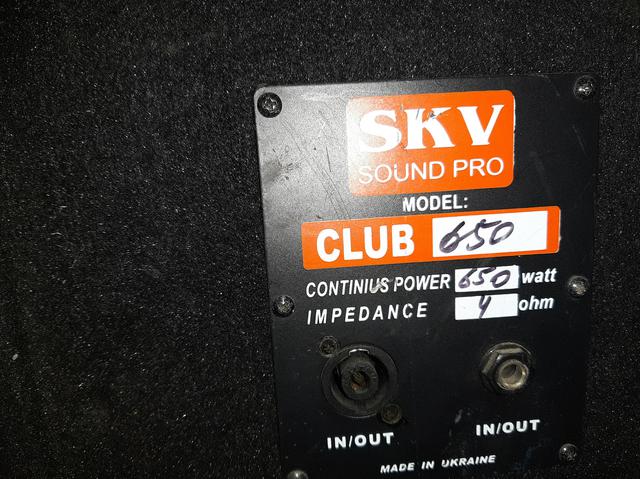 SKV
SOUND PRO
MODEL:
CLUB 650
CONTINIUS POWER 650 watt
IMPEDANCE 4 ohm
IN/OUT IN/OUT
MADE IN UKRAINE